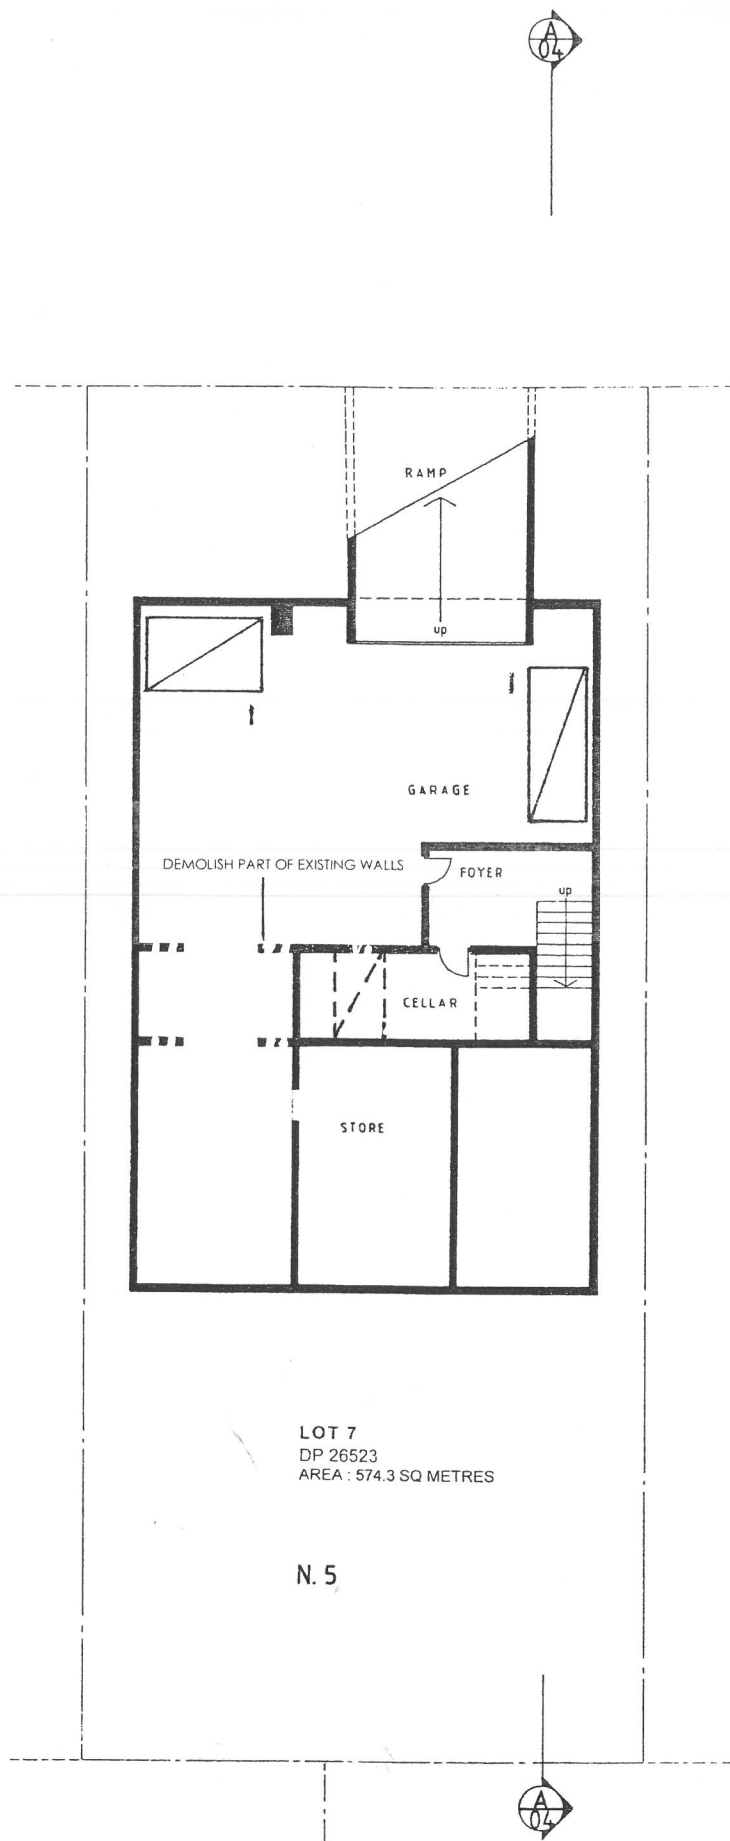 A
04
RAMP
up
GARAGE
DEMOLISH PART OF EXISTING WALLS
FOYER
up
CELLAR
STORE
LOT 7
DP 26523
AREA : 574.3 SQ METRES
N. 5
A
04